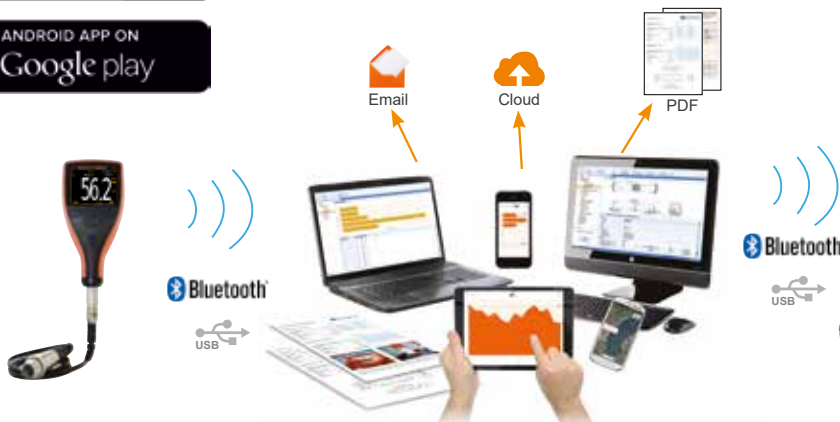 ANDROID APP ON
Google play
Email
Cloud
PDF
56.2
Bluetooth
USB
Bluetooth
USB